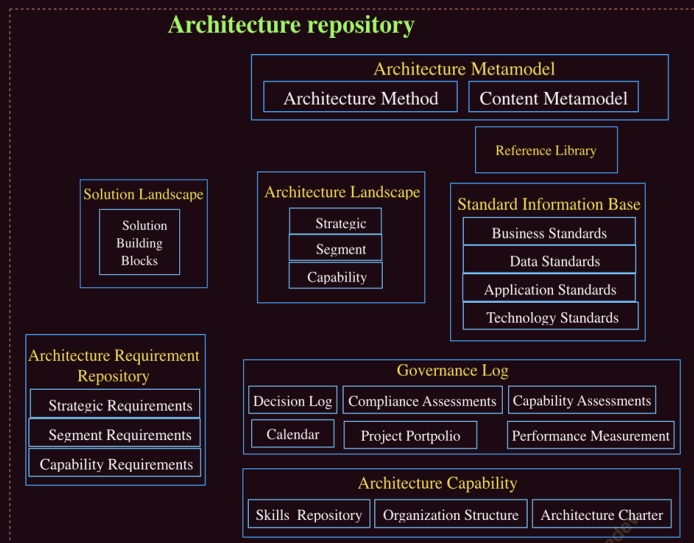 Architecture repository
Architecture Metamodel
Architecture Method
Content Metamodel
Reference Library
Solution Landscape
Solution
Building
Blocks
Architecture Landscape
Strategic
Segment
Capability
Standard Information Base
Business Standards
Data Standards
Application Standards
Technology Standards
Architecture Requirement
Repository
Strategic Requirements
Segment Requirements
Capability Requirements
Governance Log
Decision Log
Compliance Assessments
Capability Assessments
Calendar
Project Portpolio
Performance Measurement
Architecture Capability
Skills Repository
Organization Structure
Architecture Charter